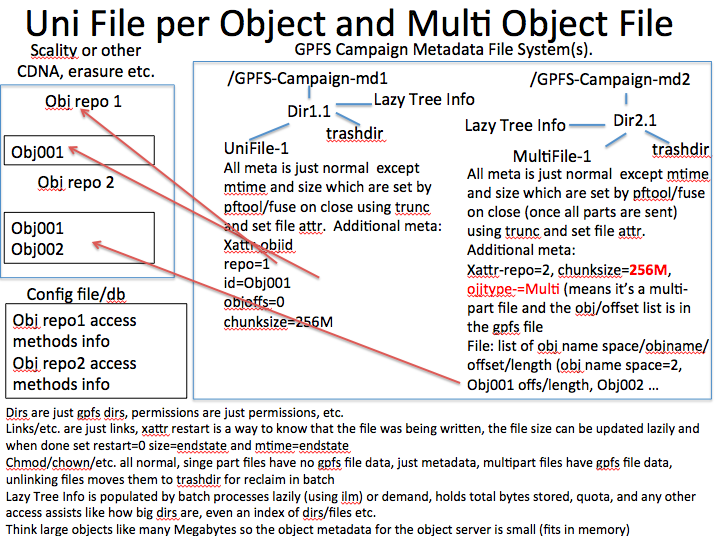 Uni File per Object and Multi Object File
Scality or other
CDNA, erasure etc.
Obj repo 1
Obj001
Obj repo 2
Obj001
Obj002
Config file/db
Obj repo1 access
methods info
Obj repo2 access
methods info
GPFS Campaign Metadata File System(s).
/GPFS-Campaign-md1
Dir1.1
Lazy Tree Info
trashdir
UniFile-1
All meta is just normal except
mtime and size which are set by
pftool/fuse on close using trunc
and set file attr. Additional meta:
Xattr-objid
repo=1
id=Obj001
objoffs=0
chunksize=256M
/GPFS-Campaign-md2
Lazy Tree Info
Dir2.1
trashdir
MultiFile-1
All meta is just normal except mtime
and size which are set by pftool/fuse
on close (once all parts are sent)
using trunc and set file attr.
Additional meta:
Xattr-repo=2, chunksize=256M,
ojjtype-=Multi (means it's a multi-
part file and the obj/offset list is in
the gpfs file
File: list of obj name space/objname/
offset/length (obj name space=2,
Obj001 offs/length, Obj002 ...
Dirs are just gpfs dirs, permissions are just permissions, etc.
Links/etc. are just links, xattr restart is a way to know that the file was being written, the file size can be updated lazily and
when done set restart=0 size=endstate and mtime=endstate
Chmod/chown/etc. all normal, singe part files have no gpfs file data, just metadata, multipart files have gpfs file data,
unlinking files moves them to trashdir for reclaim in batch
Lazy Tree Info is populated by batch processes lazily (using ilm) or demand, holds total bytes stored, quota, and any other
access assists like how big dirs are, even an index of dirs/files etc.
Think large objects like many Megabytes so the object metadata for the object server is small (fits in memory)